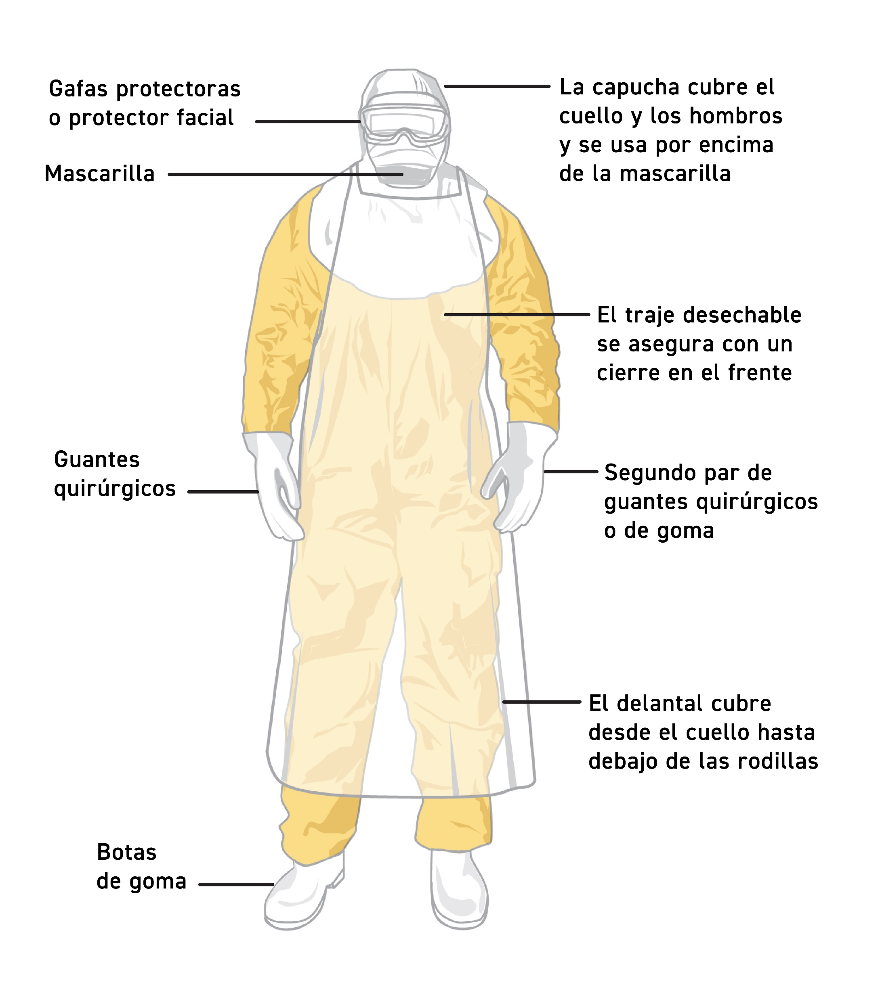 Gafas protectoras
o protector facial
Mascarilla
La capucha cubre el
cuello y los hombros
y se usa por encima
de la mascarilla
El traje desechable
se asegura con un
cierre en el frente
Guantes
quirúrgicos
Segundo par de
guantes quirúrgicos
o de goma
El delantal cubre
desde el cuello hasta
debajo de las rodillas
Botas
de goma